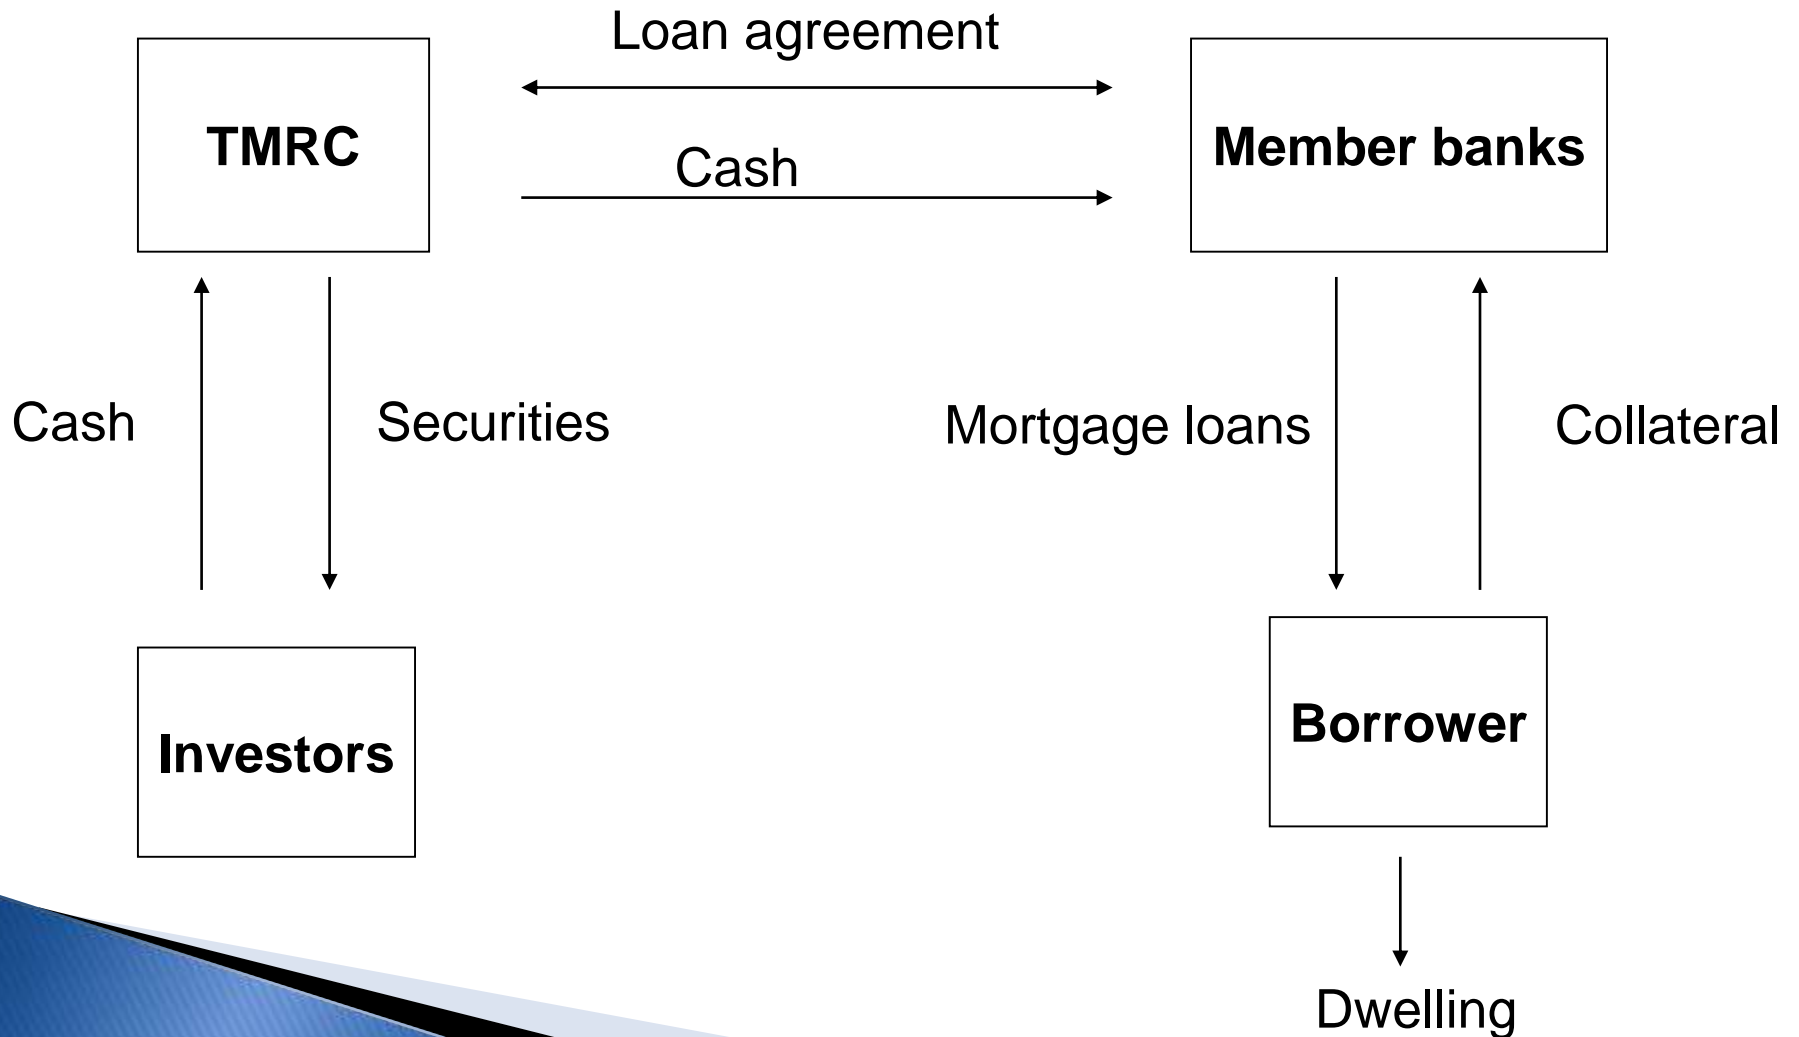 Loan agreement
TMRC
Member banks
Cash
Cash
Securities
Mortgage loans
Collateral
Investors
Borrower
Dwelling